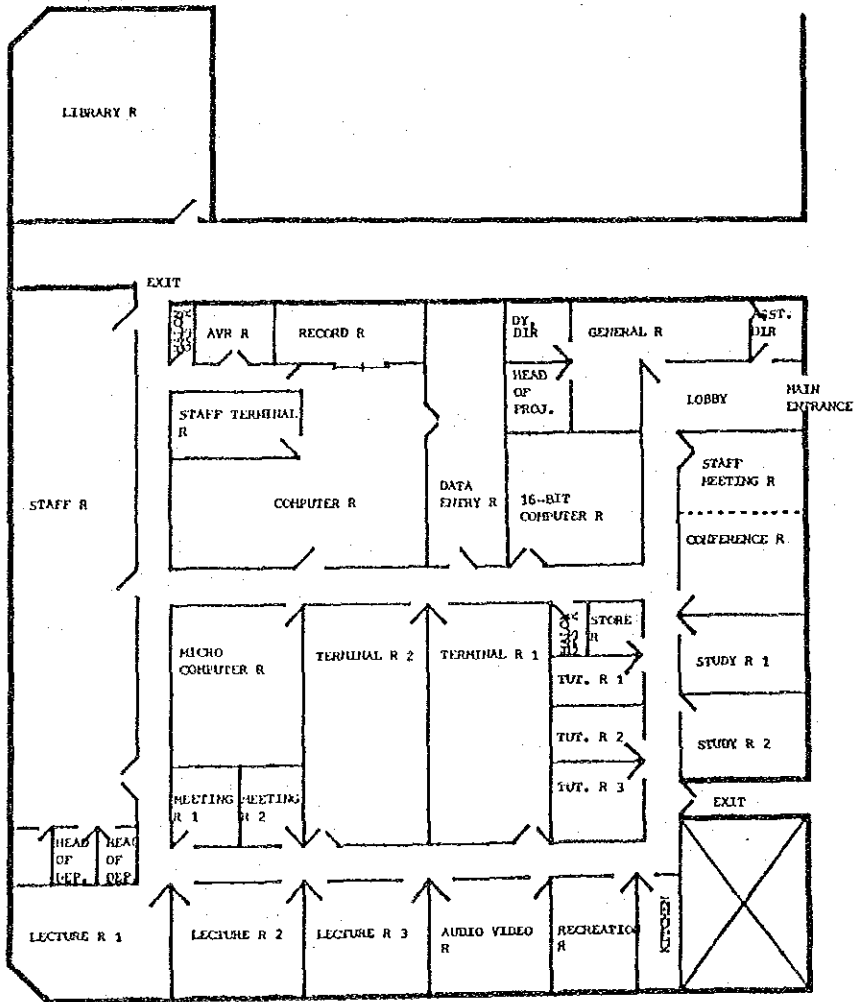 LIBRARY R
EXIT
AVR R
RECORD R
DY.
DIR
GENERAL R
ASST.
DIR
HEAD
OF
PROJ.
LOBBY
MAIN
ENTRANCE
STAFF TERMINAL
R
STAFF
MEETING R
STAFF R
COMPUTER R
DATA
ENTRY R
16-BIT
COMPUTER R
CONFERENCE R
MICRO
COMPUTER R
TERMINAL R 2
TERMINAL R 1
STORE
R
STUDY R 1
TUT. R 1
TUT. R 2
STUDY R 2
TUT. R 3
MEETING
R 1
MEETING
R 2
EXIT
HEAD
OF
DEP.
HEAD
OF
DEP.
LECTURE R 1
LECTURE R 2
LECTURE R 3
AUDIO VIDEO
R
RECREATION
R
KITCHEN